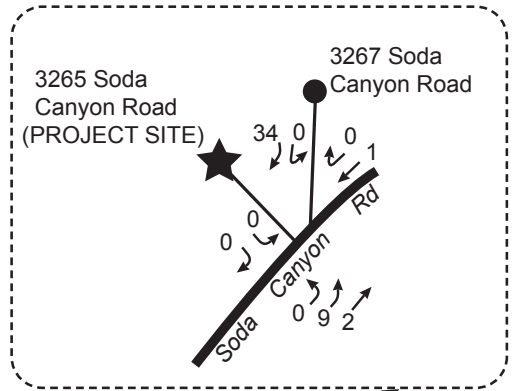 3267 Soda
Canyon Road
3265 Soda
Canyon Road
(PROJECT SITE)
34 0 0
1
0
0
0 9 2
Soda Canyon Rd